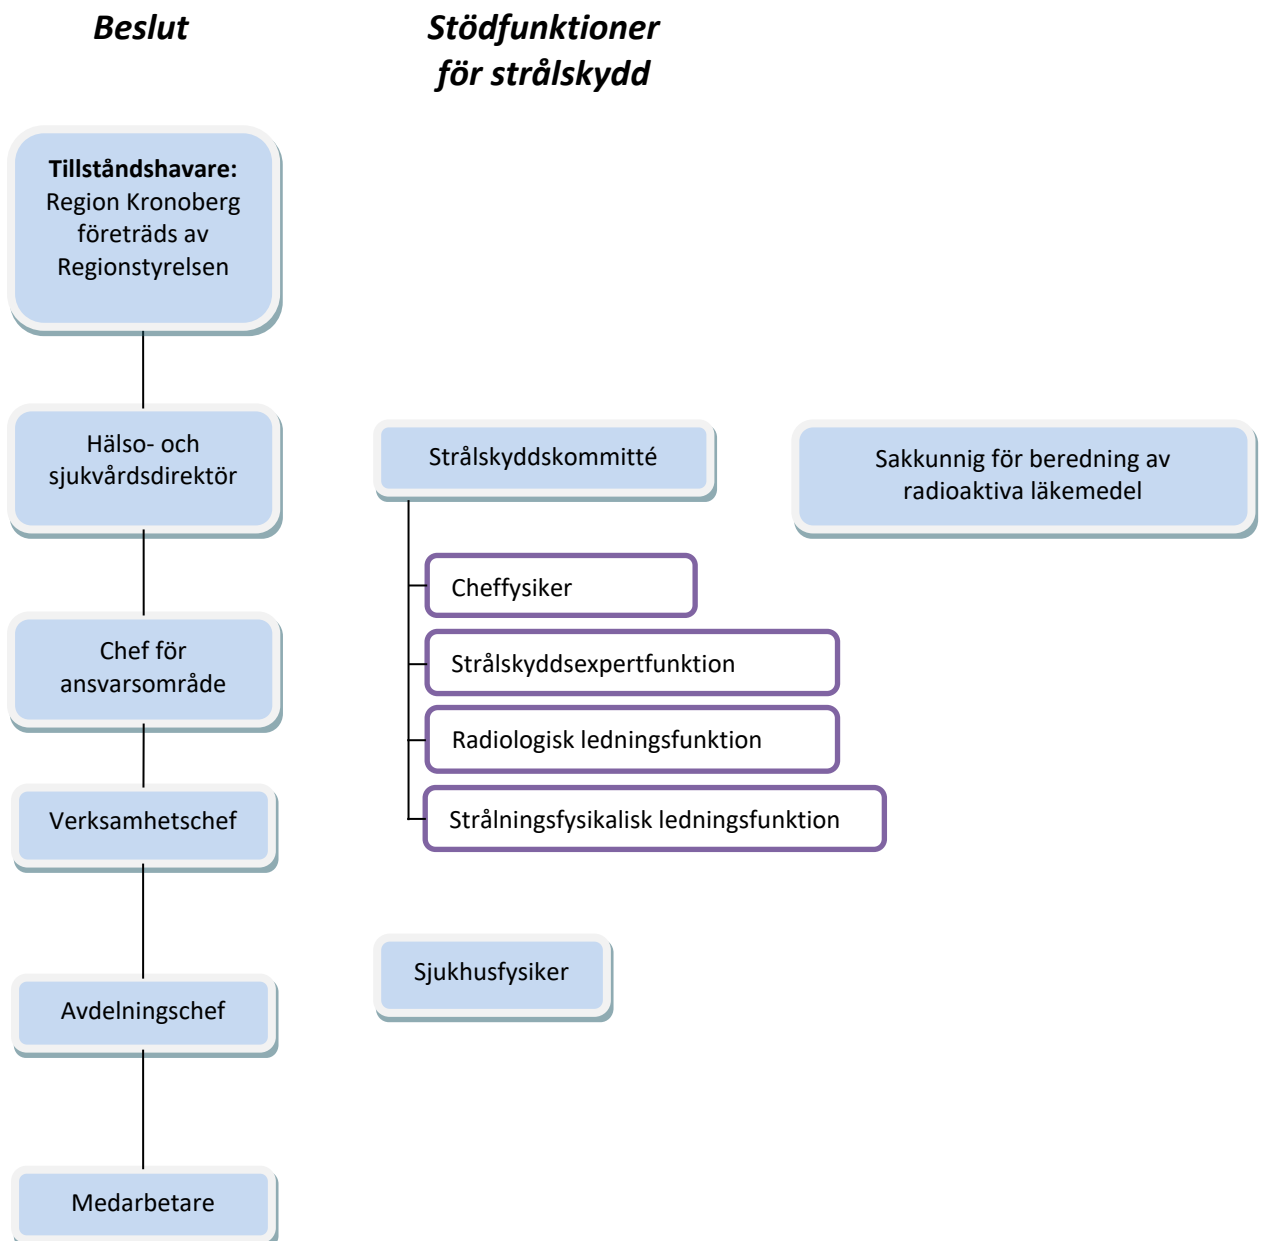 Beslut
Stödfunktioner
för strålskydd
Tillståndshavare:
Region Kronoberg
företräds av
Regionstyrelsen
Hälso- och
sjukvårdsdirektör
Chef för
ansvarsområde
Verksamhetschef
Avdelningschef
Medarbetare
Strålskyddskommitté
Cheffysiker
Strålskyddsexpertfunktion
Radiologisk ledningsfunktion
Strålningsfysikalisk ledningsfunktion
Sjukhusfysiker
Sakkunnig för beredning av
radioaktiva läkemedel